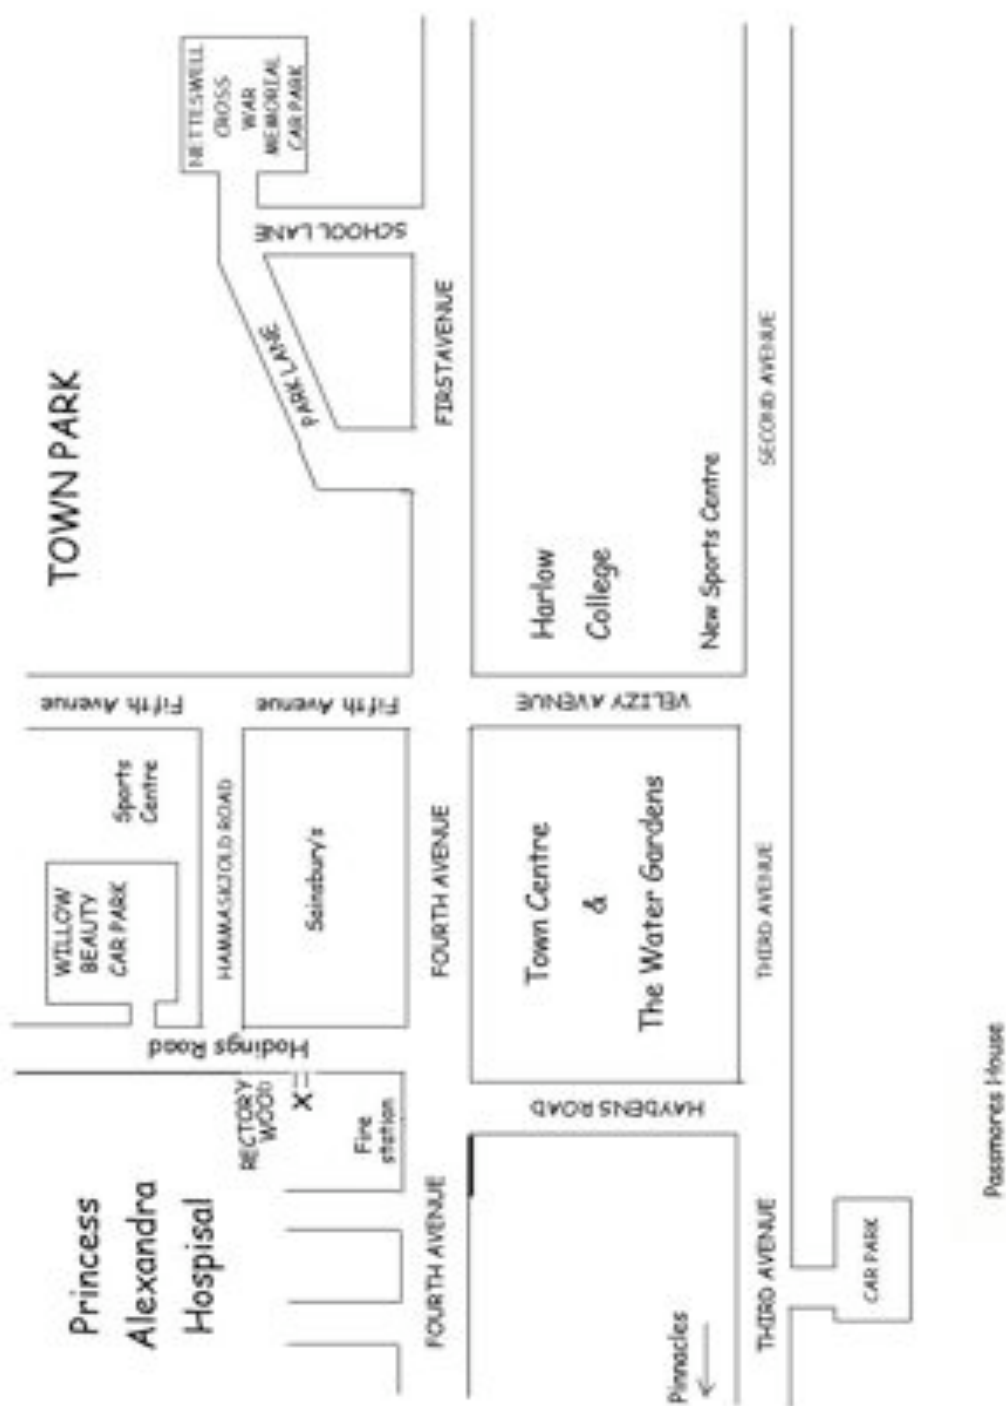 NETTESWELL
CROSS
WAR
MEMORIAL
CAR PARK
SCHOOL LANE
PARK LANE
FIRST AVENUE
TOWN PARK
SECOND AVENUE
Harlow
College
New Sports Centre
Fifth Avenue
Fifth Avenue
VELIZY AVENUE
Sports
Centre
WILLOW
BEAUTY
CAR PARK
HAMMASKJOLD ROAD
Sainsbury's
FOURTH AVENUE
Town Centre
&
The Water Gardens
THIRD AVENUE
Hodings Road
RECTORY
WOOD
X
Fire
station
HAYDENS ROAD
Princess
Alexandra
Hospisal
FOURTH AVENUE
Pinnacles
THIRD AVENUE
CAR PARK
Passmores House